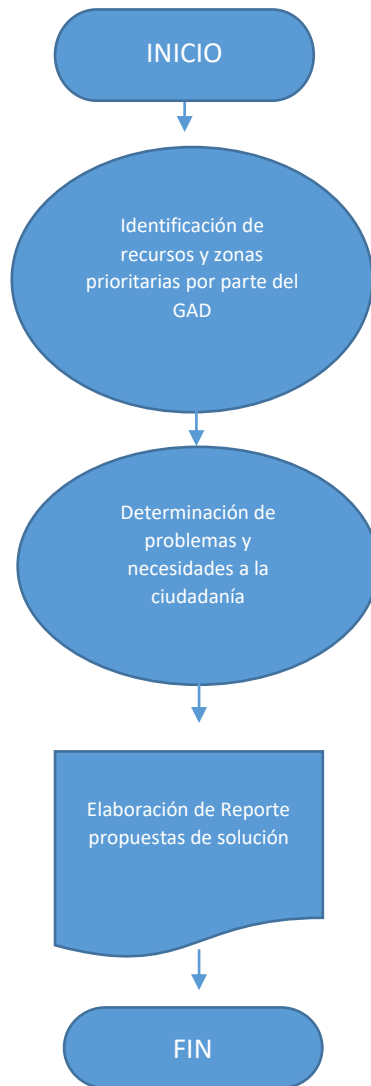 INICIO
Identificación de
recursos y zonas
prioritarias por parte del
GAD
Determinación de
problemas y
necesidades a la
ciudadanía
Elaboración de Reporte
propuestas de solución
FIN